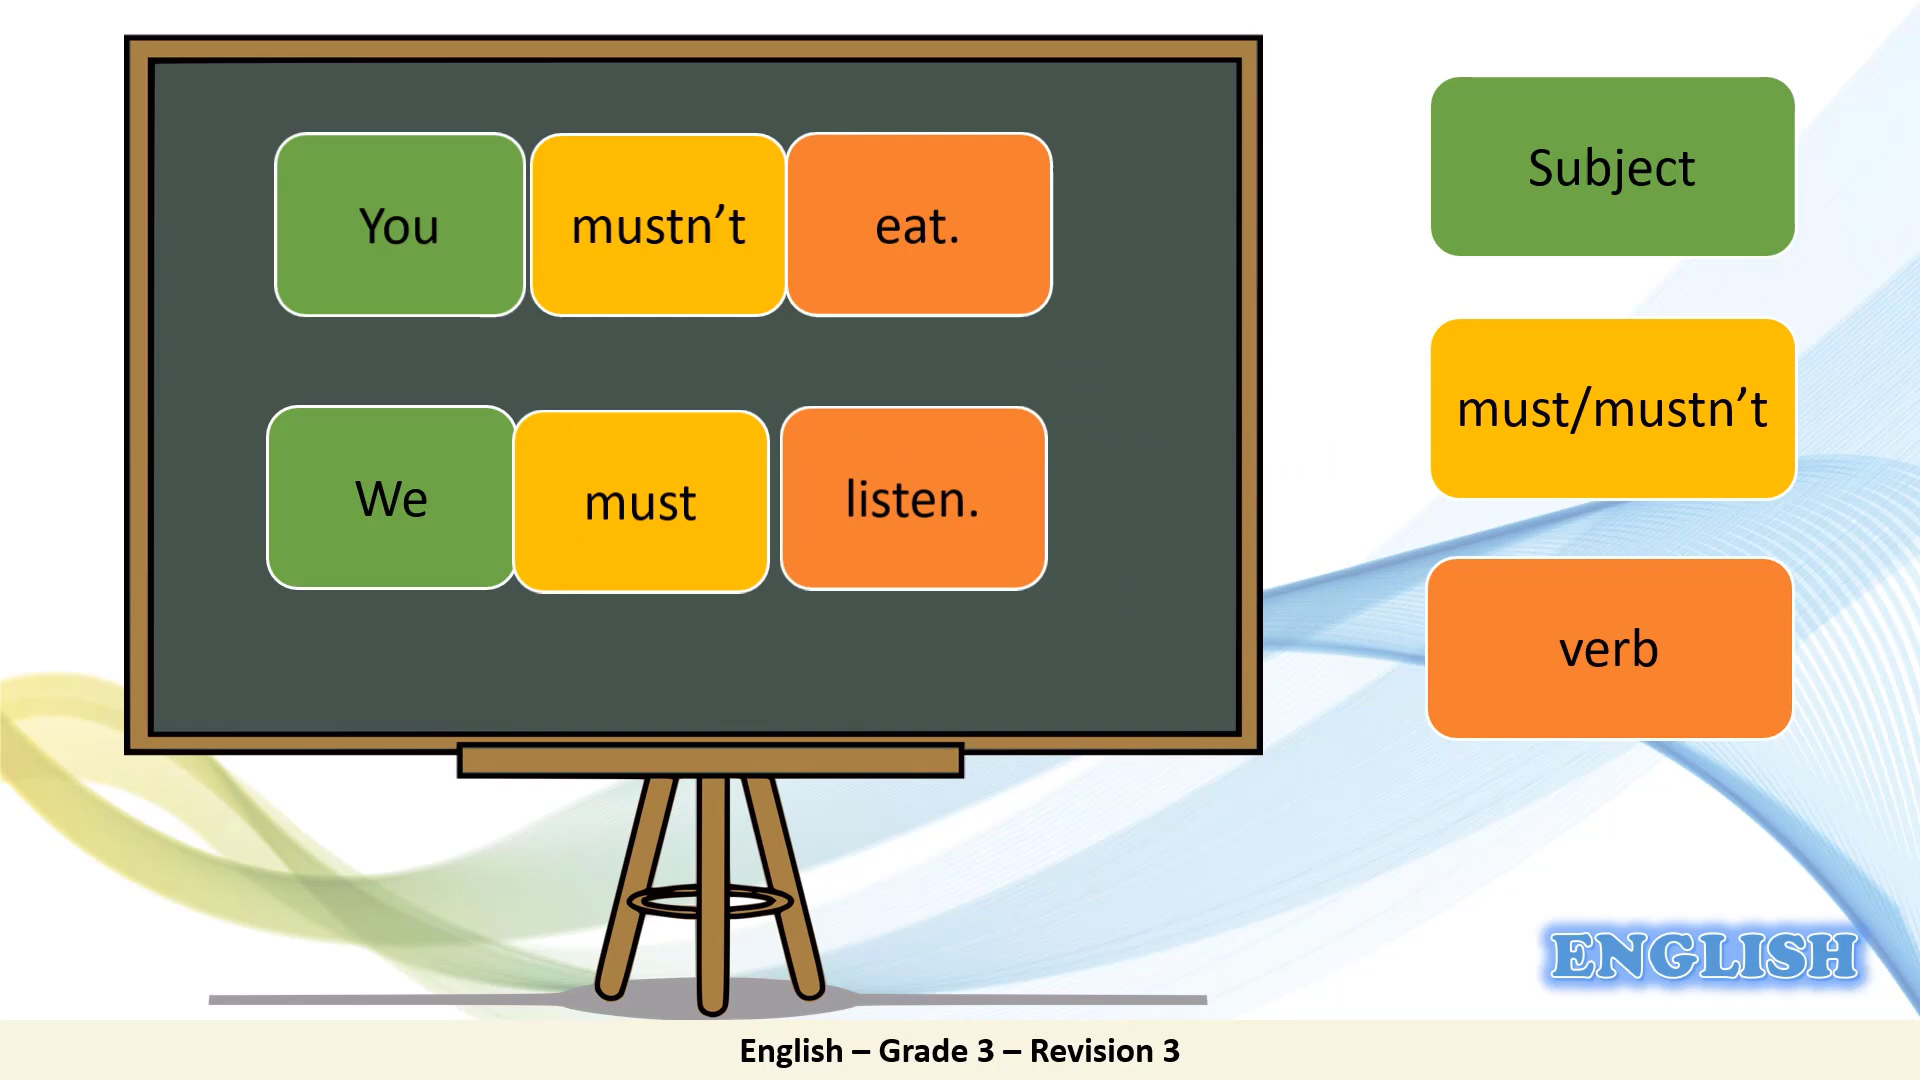 You mustn’t eat.
We must listen.
Subject
must/mustn’t
verb
ENGLISH
English – Grade 3 – Revision 3